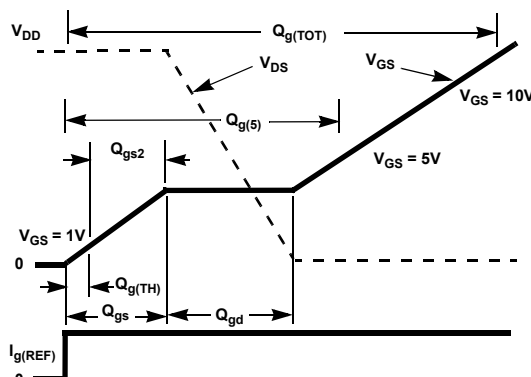 V_DD
Q_g(TOT)
V_DS
V_GS
V_GS = 10V
Q_g(5)
Q_gs2
V_GS = 5V
V_GS = 1V
0
Q_g(TH)
Q_gs
Q_gd
I_g(REF)
0